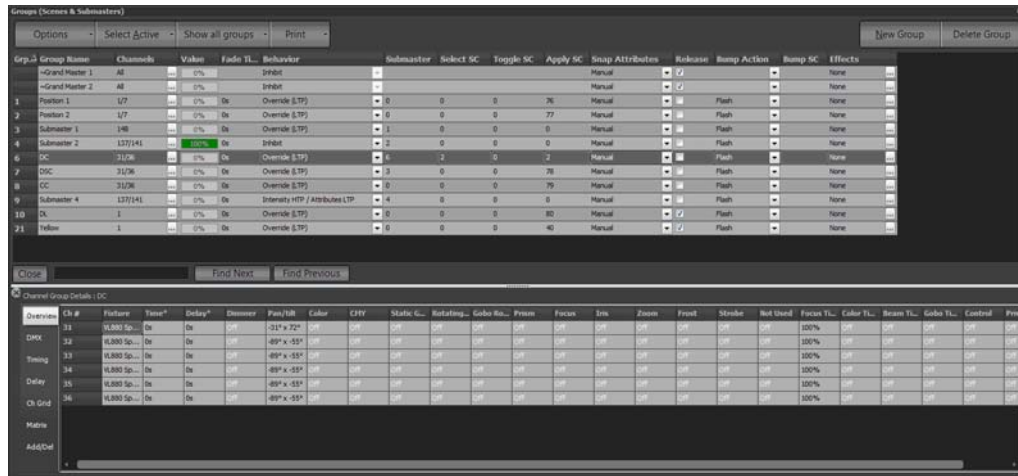 Groups (Scenes & Submasters)
Options Select Active Show all groups Print New Group Delete Group
Grp. Group Name Channels Value Fade Ti... Behavior Submaster Select SC Toggle SC Apply SC Snap Attributes Release Bump Action Bump SC Effects
~Grand Master 1 All ... 0% Inhibit Manual None ...
~Grand Master 2 All ... 0% Inhibit Manual None ...
1 Position 1 1/7 ... 0% 0s Override (LTP) 0 0 0 76 Manual Flash None ...
2 Position 2 1/7 ... 0% 0s Override (LTP) 0 0 0 77 Manual Flash None ...
3 Submaster 1 148 ... 0% 0s Override (LTP) 1 0 0 0 Manual Flash None ...
4 Submaster 2 137/141 ... 100% 0s Inhibit 2 0 0 0 Manual Flash None ...
6 DC 31/36 ... 0% 0s Override (LTP) 6 2 0 2 Manual Flash None ...
7 DSC 31/36 ... 0% 0s Override (LTP) 3 0 0 78 Manual Flash None ...
8 CC 31/36 ... 0% 0s Override (LTP) 0 0 0 79 Manual Flash None ...
9 Submaster 4 137/141 ... 0% 0s Intensity HTP / Attributes LTP 4 0 0 0 Manual Flash None ...
10 DL 1 ... 0% 0s Override (LTP) 0 0 0 80 Manual Flash None ...
21 Yellow 1 ... 0% 0s Override (LTP) 0 0 0 40 Manual Flash None ...
Close Find Next Find Previous
Channel Group Details : DC
Overview Ch # Fixture Time* Delay* Dimmer Pan/tilt Color CMY Static G... Rotating... Gobo Ro... Prism Focus Iris Zoom Frost Strobe Not Used Focus Ti... Color Ti... Beam Ti... Gobo Ti... Control
31 VL880 Sp... 0s 0s Off -31° x 72° Off Off Off Off Off Off Off Off Off Off Off Off 100% Off Off Off Off Off
DMX 32 VL880 Sp... 0s 0s Off -89° x -55° Off Off Off Off Off Off Off Off Off Off Off Off 100% Off Off Off Off Off
Timing 33 VL880 Sp... 0s 0s Off -89° x -55° Off Off Off Off Off Off Off Off Off Off Off Off 100% Off Off Off Off Off
34 VL880 Sp... 0s 0s Off -89° x -55° Off Off Off Off Off Off Off Off Off Off Off Off 100% Off Off Off Off Off
Delay 35 VL880 Sp... 0s 0s Off -89° x -55° Off Off Off Off Off Off Off Off Off Off Off Off 100% Off Off Off Off Off
Ch Grid 36 VL880 Sp... 0s 0s Off -89° x -55° Off Off Off Off Off Off Off Off Off Off Off Off 100% Off Off Off Off Off
Matrix
Add/Del